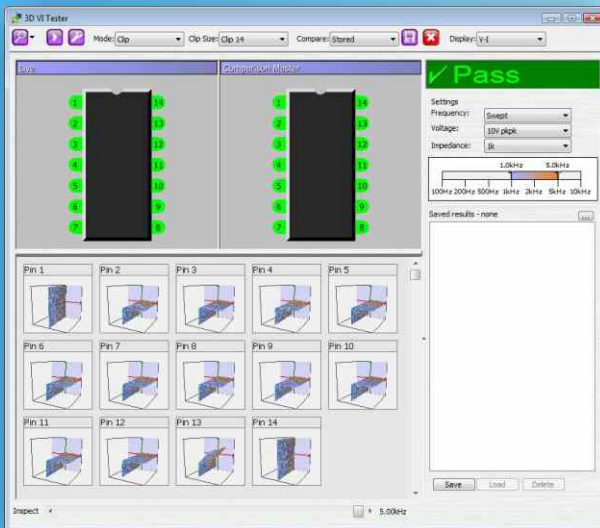 3D VI Tester
Mode: Clip Clip Size: Clip 14 Compare: Stored Display: V-I
Live Comparison Master
Pass
1 14 1 14
2 13 2 13
3 12 3 12
4 11 4 11
5 10 5 10
6 9 6 9
7 8 7 8
Settings
Frequency: Swept
Voltage: 10V pkpk
Impedance: 1k
1.0kHz 5.0kHz
100Hz 200Hz 500Hz 1kHz 2kHz 5kHz 10kHz
Saved results - none ...
Pin 1 Pin 2 Pin 3 Pin 4 Pin 5
Pin 6 Pin 7 Pin 8 Pin 9 Pin 10
Pin 11 Pin 12 Pin 13 Pin 14
Save Load Delete
Inspect 5.00kHz